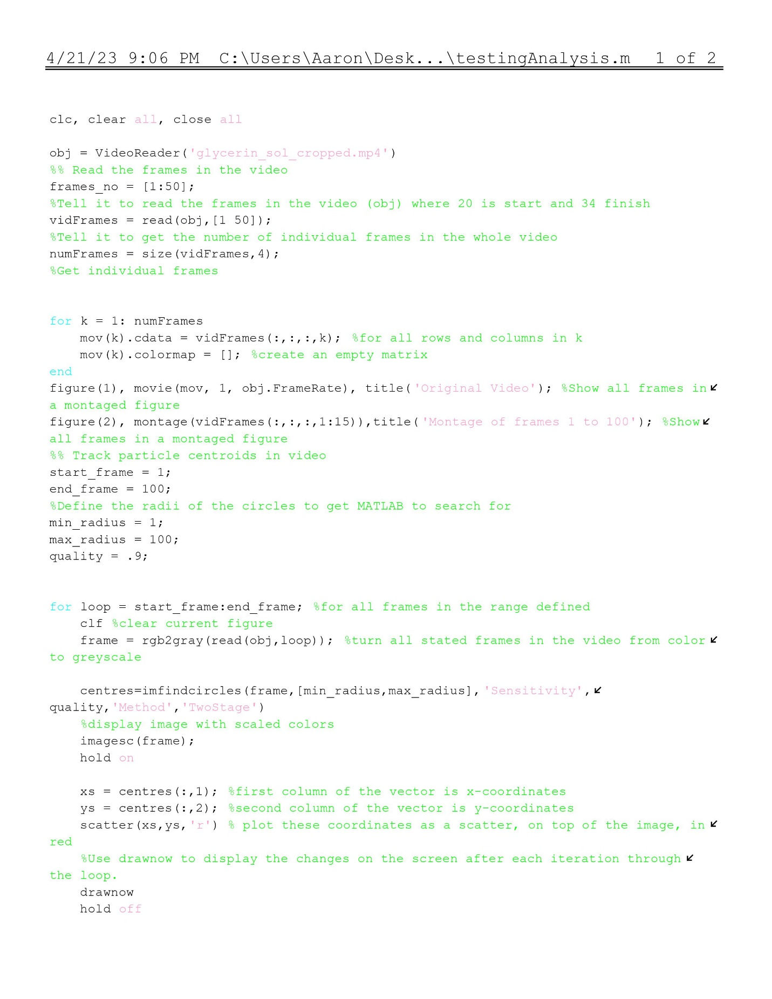 4/21/23 9:06 PM  C:\Users\Aaron\Desk...\testingAnalysis.m  1 of 2
clc, clear all, close all
obj = VideoReader('glycerin_sol_cropped.mp4')
%% Read the frames in the video
frames_no = [1:50];
%Tell it to read the frames in the video (obj) where 20 is start and 34 finish
vidFrames = read(obj,[1 50]);
%Tell it to get the number of individual frames in the whole video
numFrames = size(vidFrames,4);
%Get individual frames
for k = 1: numFrames
    mov(k).cdata = vidFrames(:,:,:,k); %for all rows and columns in k
    mov(k).colormap = []; %create an empty matrix
end
figure(1), movie(mov, 1, obj.FrameRate), title('Original Video'); %Show all frames in↙
a montaged figure
figure(2), montage(vidFrames(:,:,:,1:15)),title('Montage of frames 1 to 100'); %Show↙
all frames in a montaged figure
%% Track particle centroids in video
start_frame = 1;
end_frame = 100;
%Define the radii of the circles to get MATLAB to search for
min_radius = 1;
max_radius = 100;
quality = .9;
for loop = start_frame:end_frame; %for all frames in the range defined
    clf %clear current figure
    frame = rgb2gray(read(obj,loop)); %turn all stated frames in the video from color↙
to greyscale
    centres=imfindcircles(frame,[min_radius,max_radius],'Sensitivity',↙
quality,'Method','TwoStage')
    %display image with scaled colors
    imagesc(frame);
    hold on
    xs = centres(:,1); %first column of the vector is x-coordinates
    ys = centres(:,2); %second column of the vector is y-coordinates
    scatter(xs,ys,'r') % plot these coordinates as a scatter, on top of the image, in↙
red
    %Use drawnow to display the changes on the screen after each iteration through↙
the loop.
    drawnow
    hold off